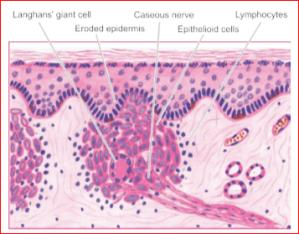 Langhans' giant cell Caseous nerve Lymphocytes
Eroded epidermis Epithelioid cells